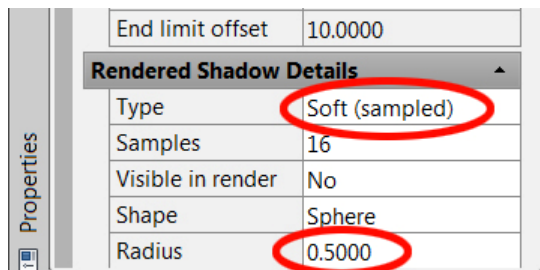 End limit offset 10.0000
Rendered Shadow Details
Type Soft (sampled)
Samples 16
Visible in render No
Shape Sphere
Radius 0.5000
Properties